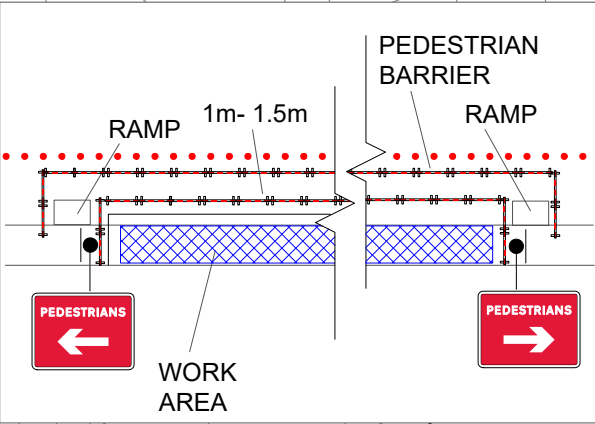 PEDESTRIAN
BARRIER
1m- 1.5m
RAMP
RAMP
PEDESTRIANS
PEDESTRIANS
WORK
AREA